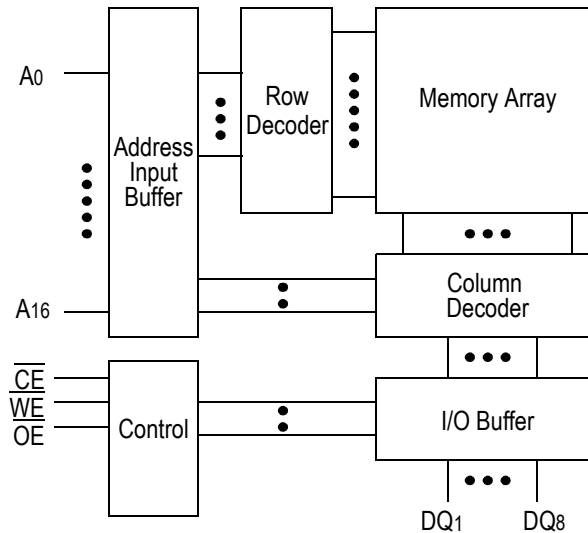 A0
A16
Address
Input
Buffer
Row
Decoder
Memory Array
Column
Decoder
CE
WE
OE
Control
I/O Buffer
DQ1
DQ8